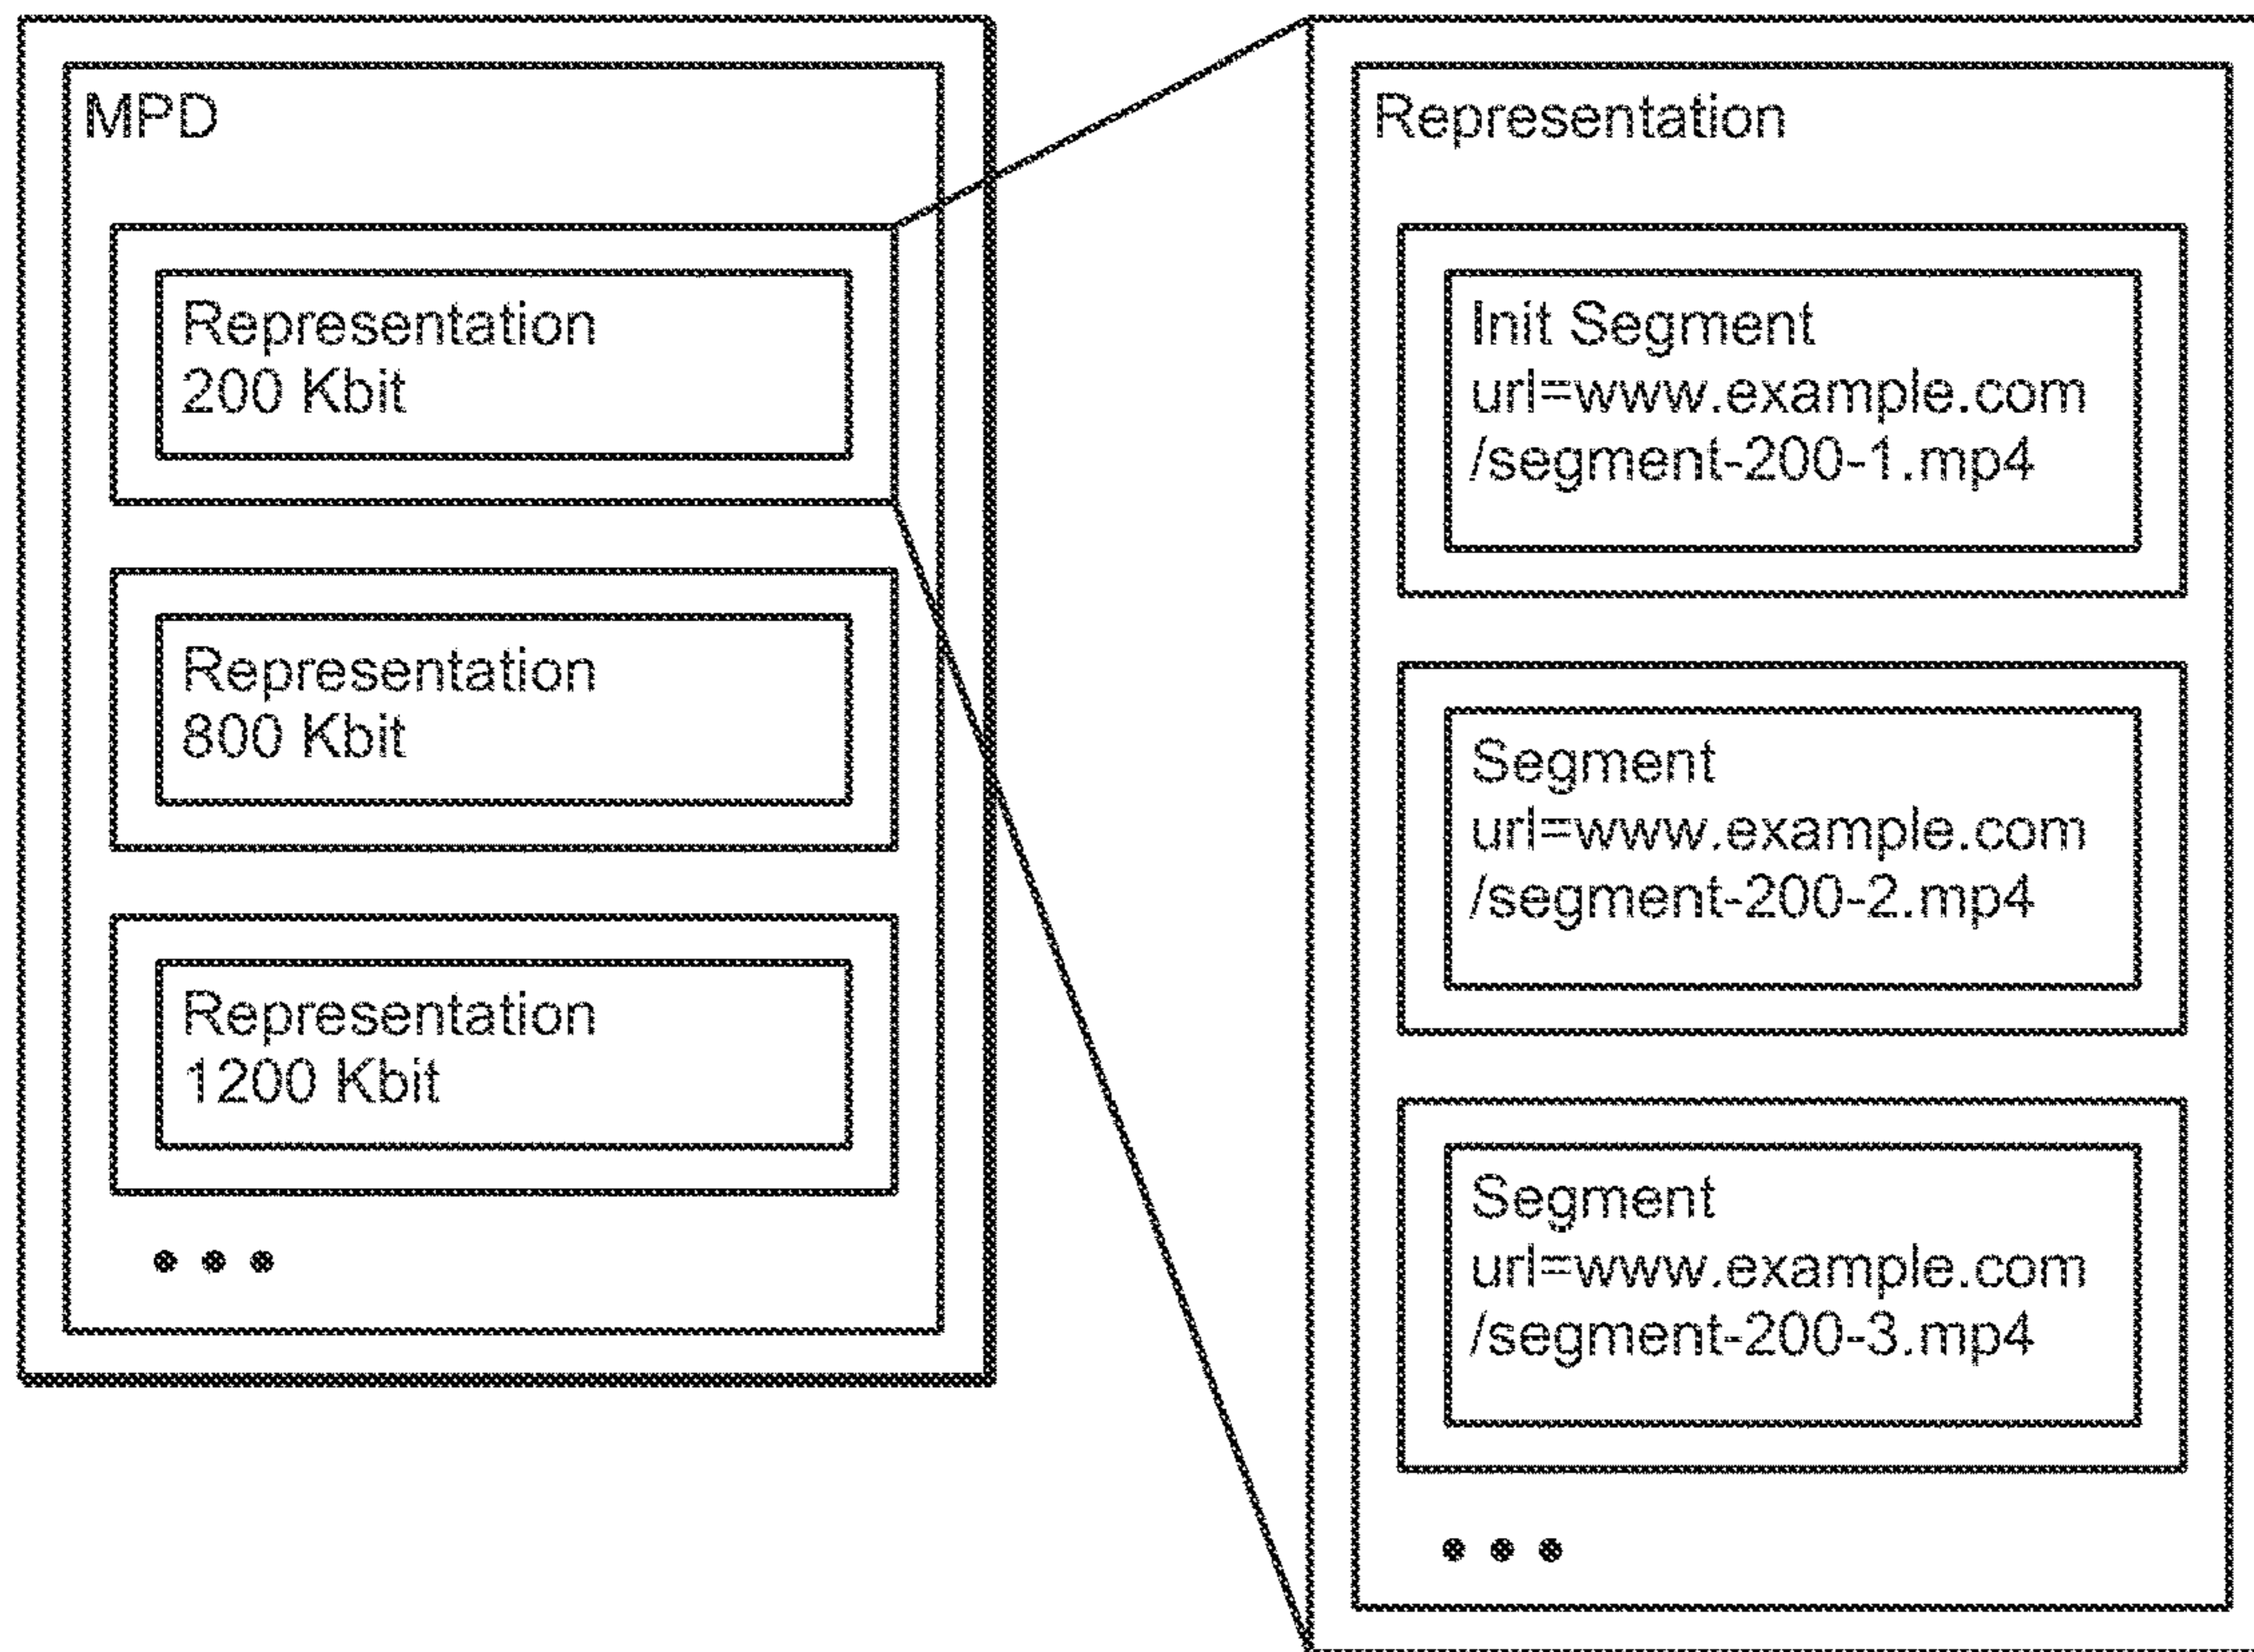 MPD
Representation
200 Kbit
Representation
800 Kbit
Representation
1200 Kbit
Representation
Init Segment
url=www.example.com
/segment-200-1.mp4
Segment
url=www.example.com
/segment-200-2.mp4
Segment
url=www.example.com
/segment-200-3.mp4